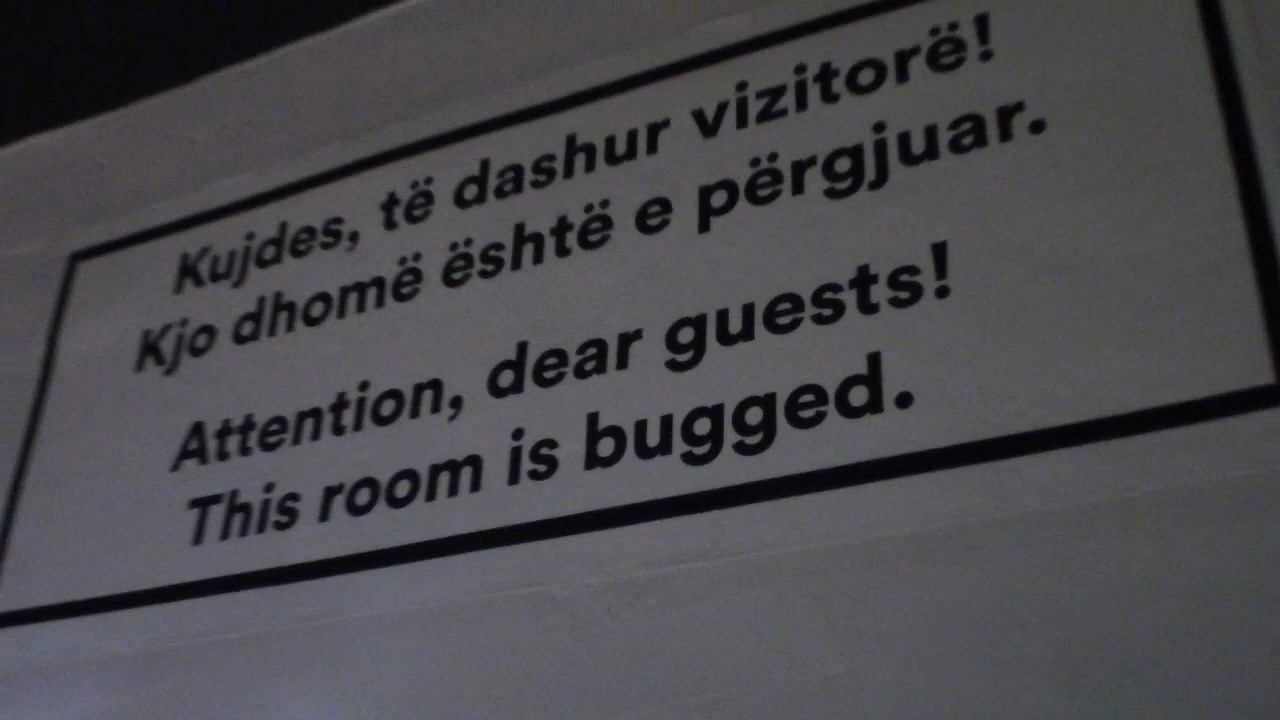 Kujdes, të dashur vizitorë!
Kjo dhomë është e përgjuar.
Attention, dear guests!
This room is bugged.